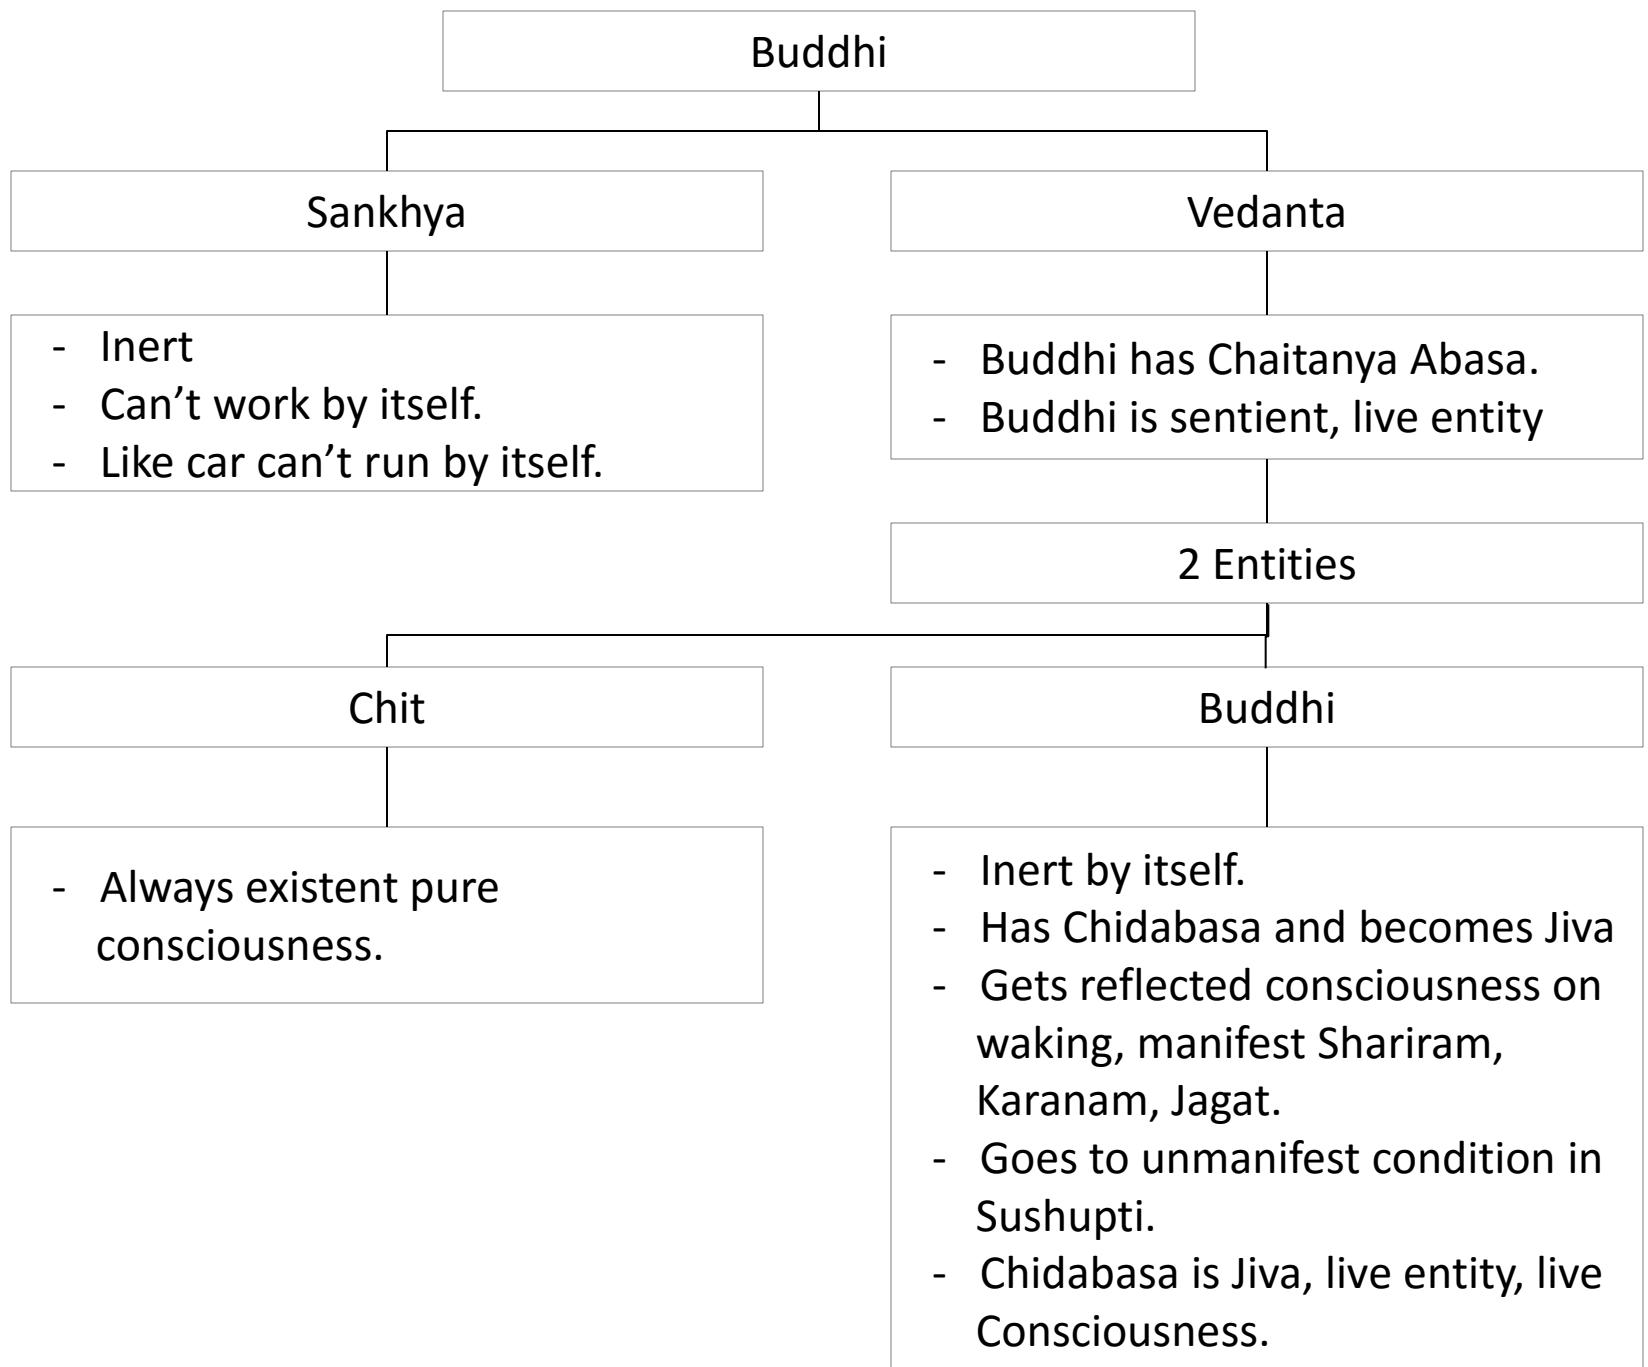 Buddhi
Sankhya
Vedanta
- Inert
- Can’t work by itself.
- Like car can’t run by itself.
- Buddhi has Chaitanya Abasa.
- Buddhi is sentient, live entity
2 Entities
Chit
Buddhi
- Always existent pure
consciousness.
- Inert by itself.
- Has Chidabasa and becomes Jiva
- Gets reflected consciousness on
waking, manifest Shariram,
Karanam, Jagat.
- Goes to unmanifest condition in
Sushupti.
- Chidabasa is Jiva, live entity, live
Consciousness.